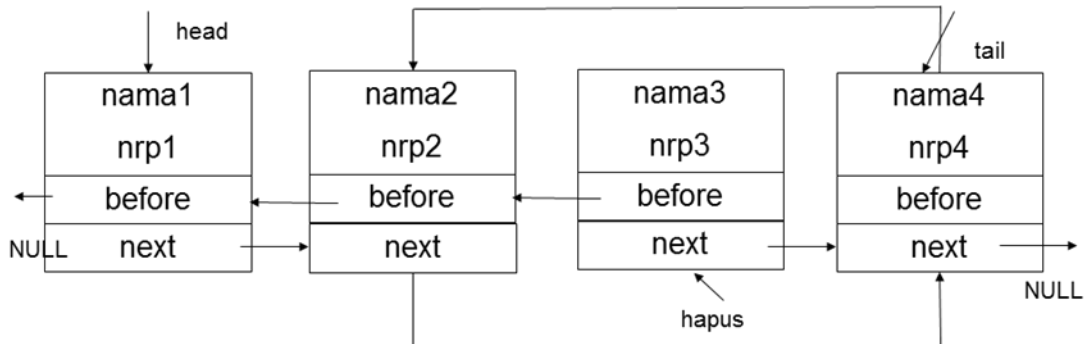 head
tail
nama1
nrp1
before
next
NULL
nama2
nrp2
before
next
nama3
nrp3
before
next
hapus
nama4
nrp4
before
next
NULL